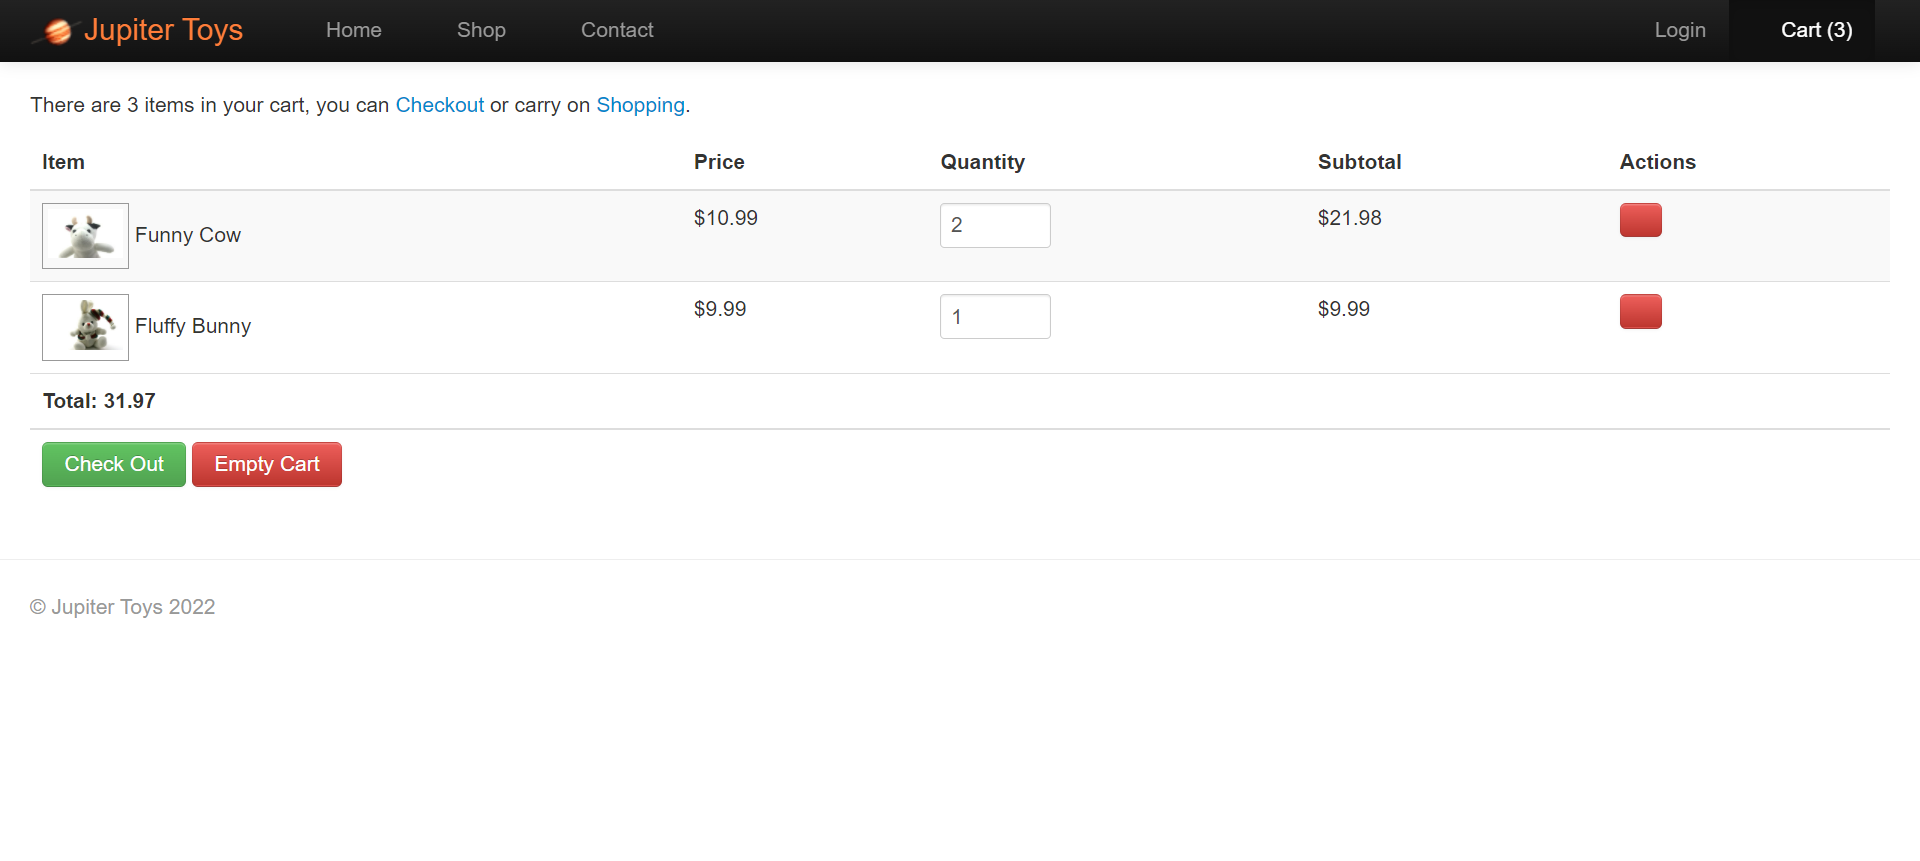 Jupiter Toys Home Shop Contact Login Cart (3)
There are 3 items in your cart, you can Checkout or carry on Shopping.
Item Price Quantity Subtotal Actions
Funny Cow $10.99 2 $21.98
Fluffy Bunny $9.99 1 $9.99
Total: 31.97
Check Out Empty Cart
© Jupiter Toys 2022